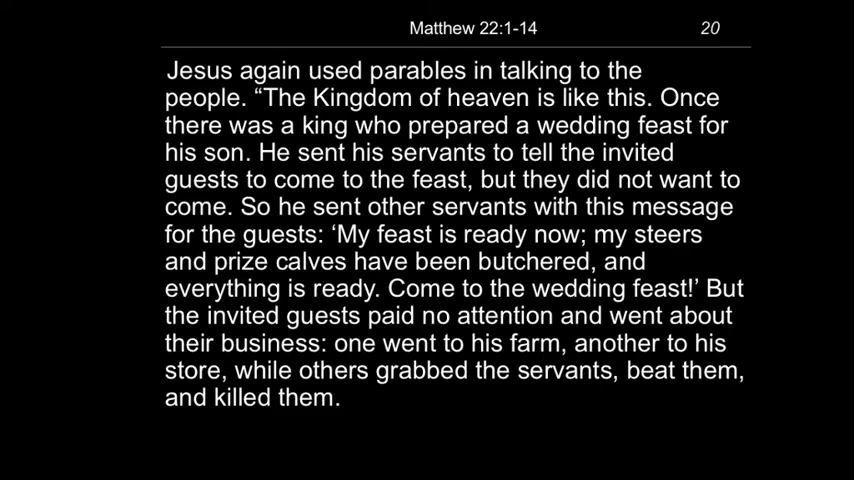 Matthew 22:1-14 20
Jesus again used parables in talking to the
people. “The Kingdom of heaven is like this. Once
there was a king who prepared a wedding feast for
his son. He sent his servants to tell the invited
guests to come to the feast, but they did not want to
come. So he sent other servants with this message
for the guests: ‘My feast is ready now; my steers
and prize calves have been butchered, and
everything is ready. Come to the wedding feast!’ But
the invited guests paid no attention and went about
their business: one went to his farm, another to his
store, while others grabbed the servants, beat them,
and killed them.